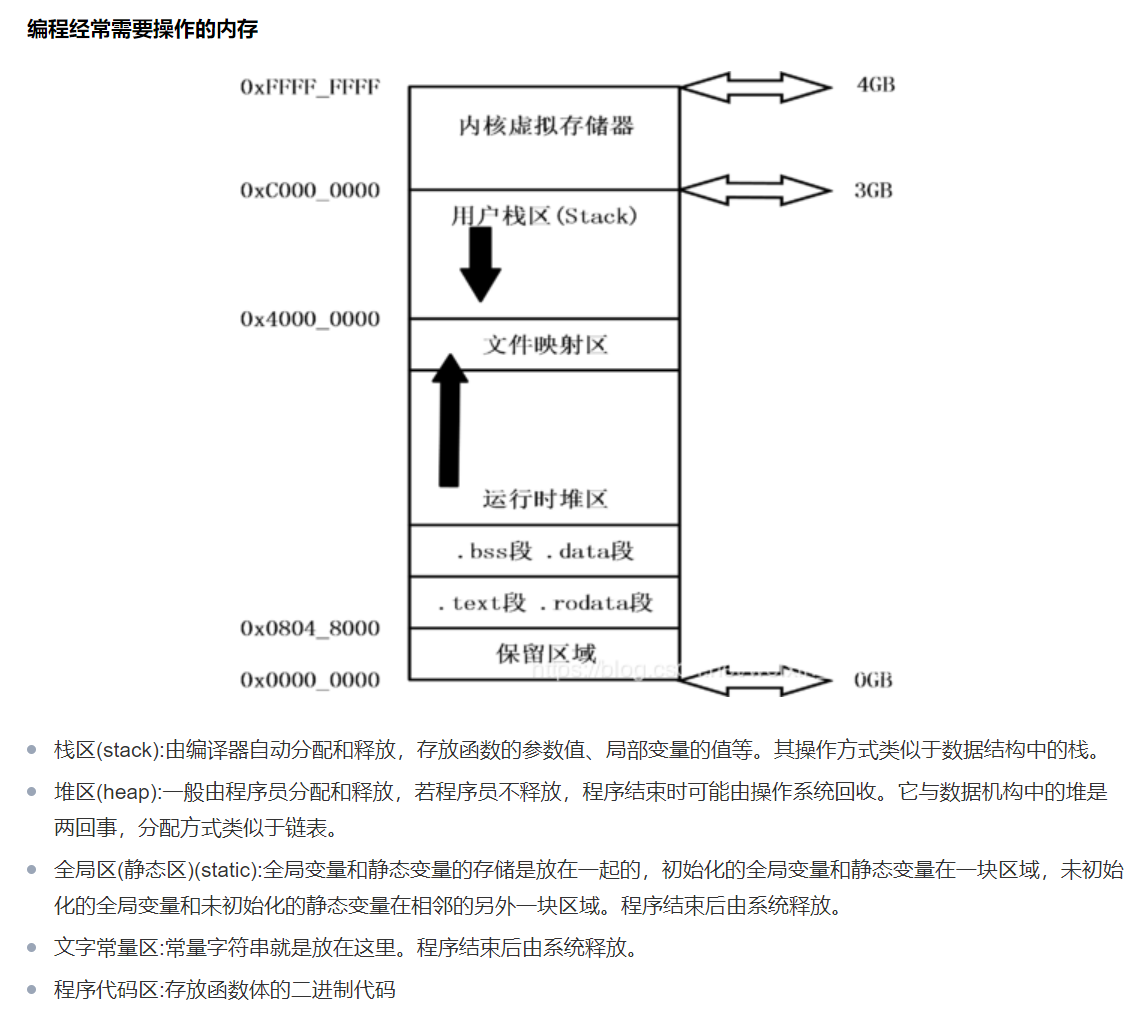 编程经常需要操作的内存
0xFFFF_FFFF
4GB
内核虚拟存储器
0xC000_0000
3GB
用户栈区(Stack)
0x4000_0000
文件映射区
运行时堆区
.bss段 .data段
.text段 .rodata段
0x0804_8000
保留区域
https://blog.cs
0x0000_0000
0GB
栈区(stack):由编译器自动分配和释放，存放函数的参数值、局部变量的值等。其操作方式类似于数据结构中的栈。
堆区(heap):一般由程序员分配和释放，若程序员不释放，程序结束时可能由操作系统回收。它与数据机构中的堆是
两回事，分配方式类似于链表。
全局区(静态区)(static):全局变量和静态变量的存储是放在一起的，初始化的全局变量和静态变量在一块区域，未初始
化的全局变量和未初始化的静态变量在相邻的另外一块区域。程序结束后由系统释放。
文字常量区:常量字符串就是放在这里。程序结束后由系统释放。
程序代码区:存放函数体的二进制代码